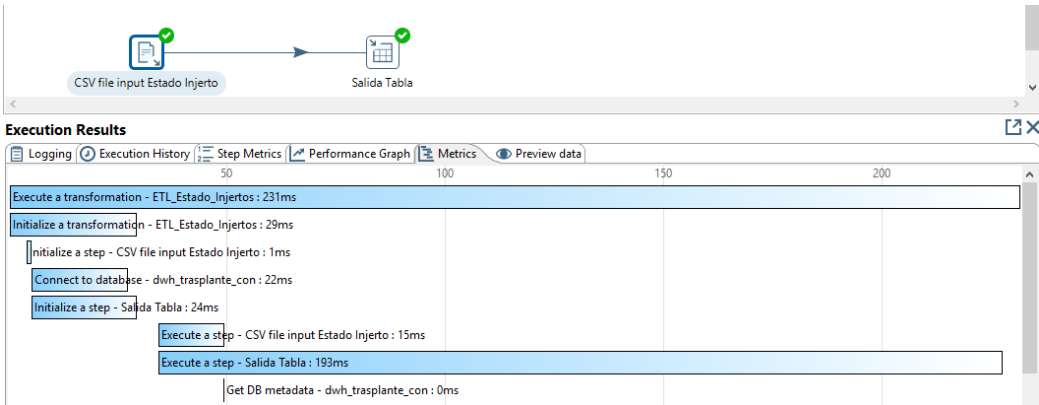 CSV file input Estado Injerto Salida Tabla
Execution Results
Logging Execution History Step Metrics Performance Graph Metrics Preview data
50 100 150 200
Execute a transformation - ETL_Estado_Injertos : 231ms
Initialize a transformation - ETL_Estado_Injertos : 29ms
nitialize a step - CSV file input Estado Injerto : 1ms
Connect to database - dwh_trasplante_con : 22ms
Initialize a step - Salida Tabla : 24ms
Execute a step - CSV file input Estado Injerto : 15ms
Execute a step - Salida Tabla : 193ms
Get DB metadata - dwh_trasplante_con : 0ms